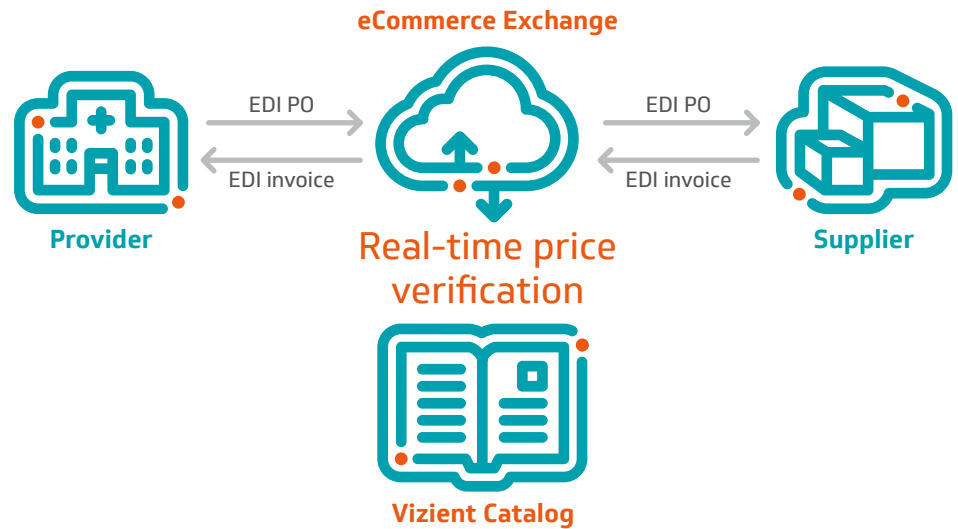 eCommerce Exchange
EDI PO
EDI PO
EDI invoice
EDI invoice
Provider
Supplier
Real-time price
verification
Vizient Catalog